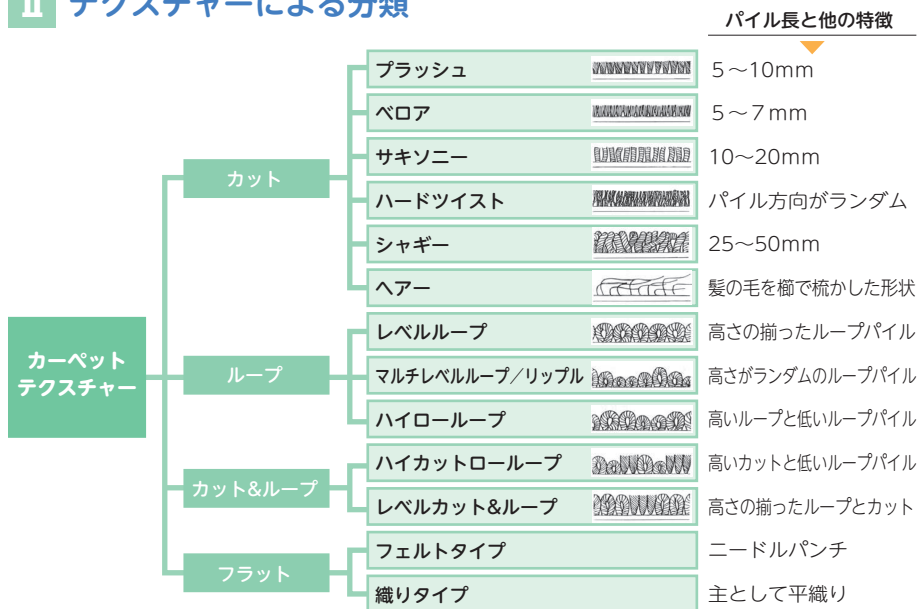 II テクスチャーによる分類
パイル長と他の特徴
カーペット
テクスチャー
カット
プラッシュ 5～10mm
ベロア 5～7mm
サキソニー 10～20mm
ハードツイスト パイル方向がランダム
シャギー 25～50mm
ヘアー 髪の毛を櫛で梳かした形状
ループ
レベルループ 高さの揃ったループパイル
マルチレベルループ／リップル 高さがランダムのループパイル
ハイローループ 高いループと低いループパイル
カット&ループ
ハイカットローループ 高いカットと低いループパイル
レベルカット&ループ 高さの揃ったループとカット
フラット
フェルトタイプ ニードルパンチ
織りタイプ 主として平織り